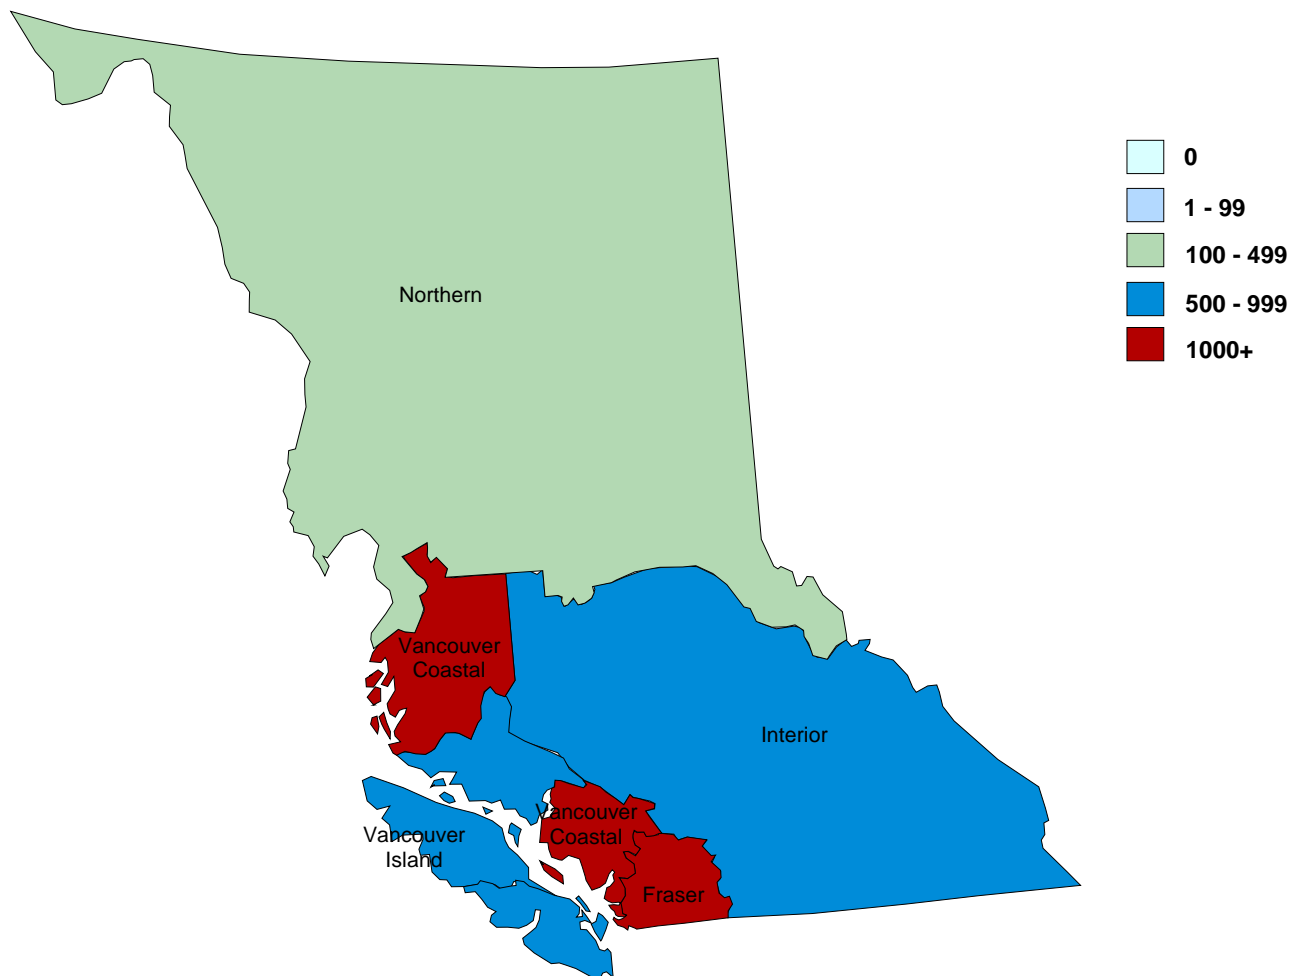 0
1 - 99
100 - 499
500 - 999
1000+
Northern
Vancouver
Coastal
Interior
Vancouver
Coastal
Vancouver
Island
Fraser